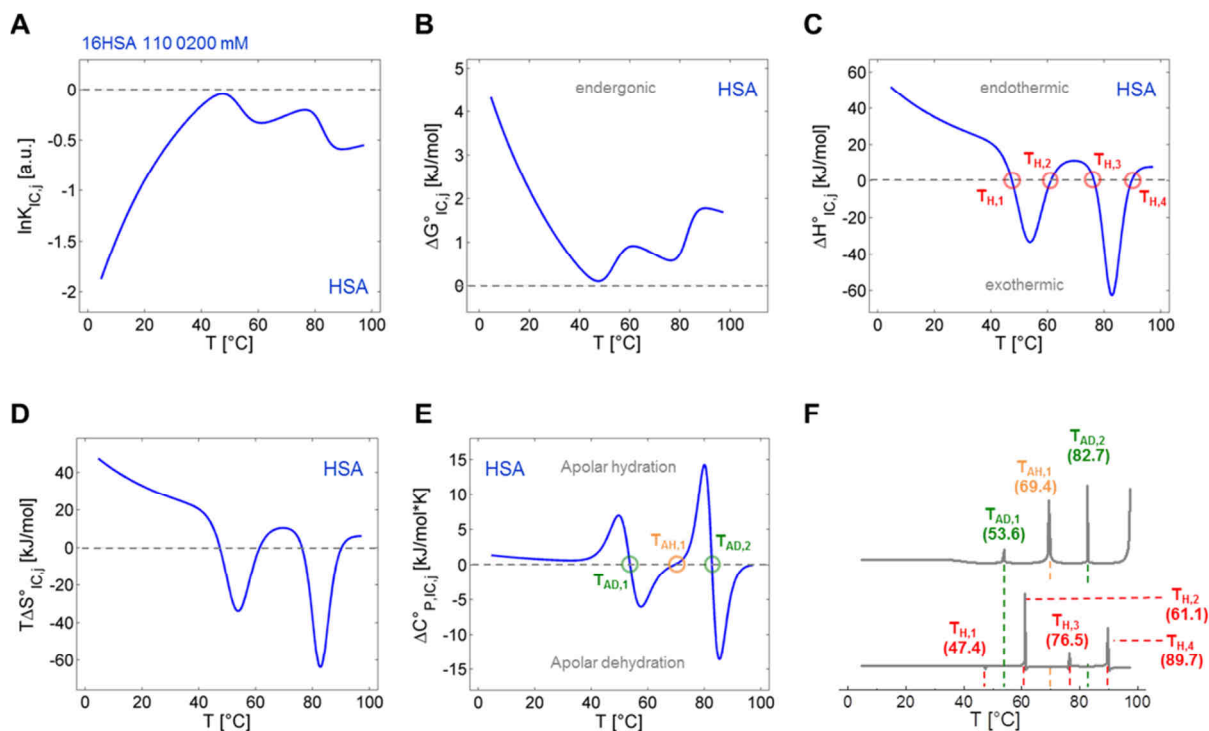 A
16HSA 110 0200 mM
0
-0.5
-1
-1.5
-2
lnK_IC,j [a.u.]
HSA
0 20 40 60 80 100
T [°C]
B
5
4
3
2
1
0
ΔG°_IC,j [kJ/mol]
endergonic
HSA
0 20 40 60 80 100
T [°C]
C
60
40
20
0
-20
-40
-60
ΔH°_IC,j [kJ/mol]
endothermic
HSA
T_H,1
T_H,2
T_H,3
T_H,4
exothermic
0 20 40 60 80 100
T [°C]
D
40
20
0
-20
-40
-60
TΔS°_IC,j [kJ/mol]
HSA
0 20 40 60 80 100
T [°C]
E
15
10
5
0
-5
-10
-15
ΔC°_P,IC,j [kJ/mol*K]
HSA
Apolar hydration
T_AD,1
T_AH,1
T_AD,2
Apolar dehydration
0 20 40 60 80 100
T [°C]
F
T_AD,2
(82.7)
T_AH,1
(69.4)
T_AD,1
(53.6)
T_H,2
(61.1)
T_H,1
(47.4)
T_H,3
(76.5)
T_H,4
(89.7)
0 20 40 60 80 100
T [°C]